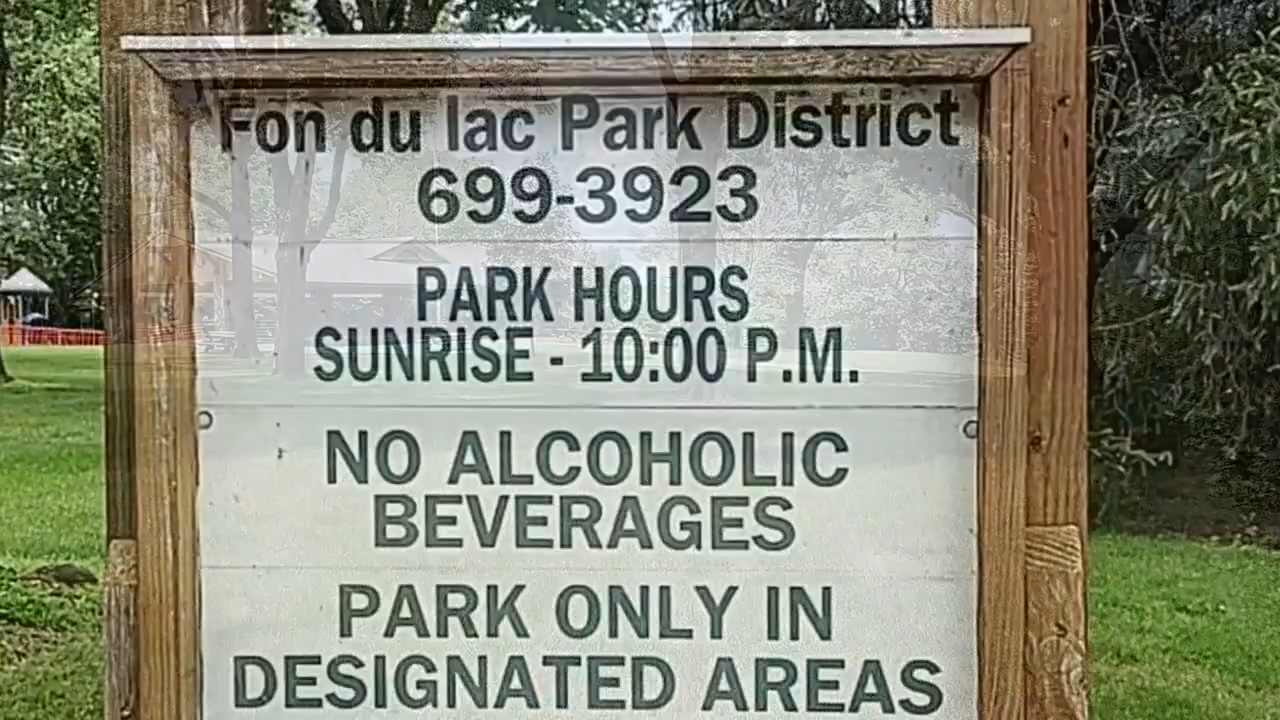 Fon du lac Park District
699-3923
PARK HOURS
SUNRISE - 10:00 P.M.
NO ALCOHOLIC
BEVERAGES
PARK ONLY IN
DESIGNATED AREAS